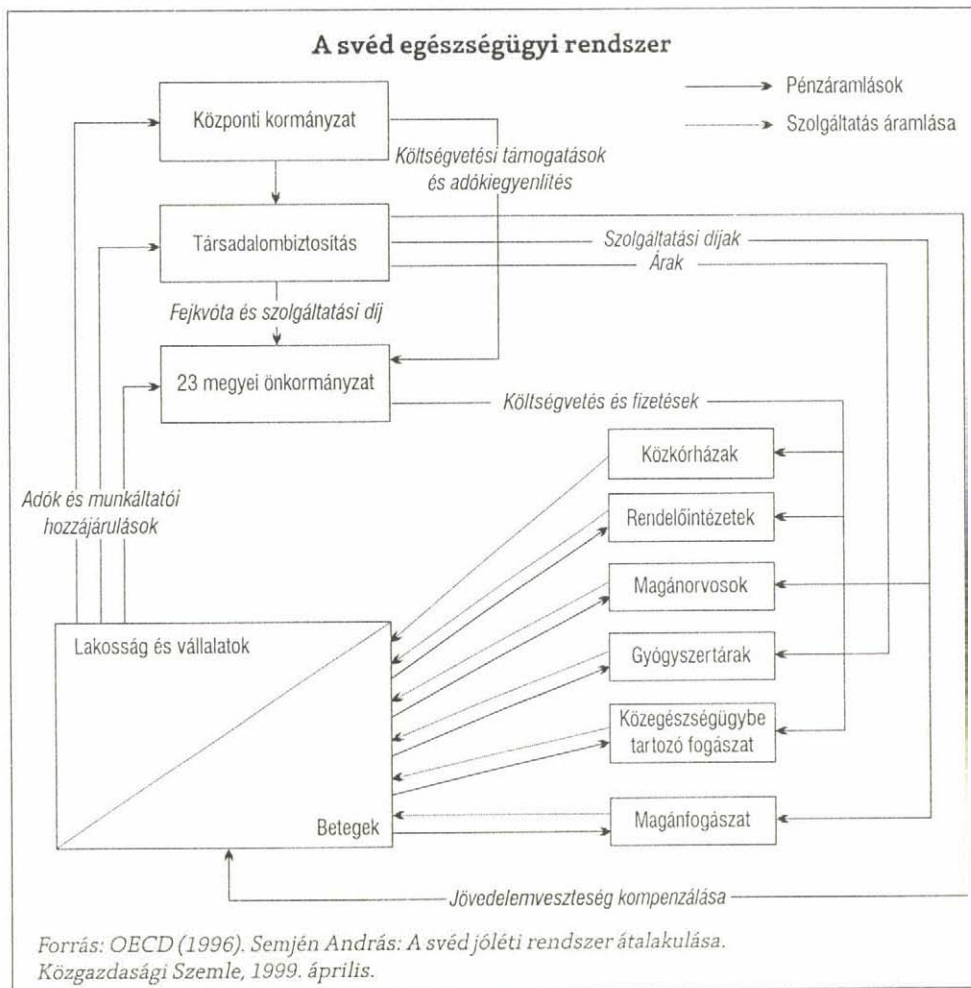 A svéd egészségügyi rendszer
Pénzáramlások
Szolgáltatás áramlása
Központi kormányzat
Költségvetési támogatások
és adókiegyenlítés
Társadalombiztosítás
Szolgáltatási díjak
Árak
Fejkvóta és szolgáltatási díj
23 megyei önkormányzat
Költségvetés és fizetések
Közkórházak
Adók és munkáltatói
hozzájárulások
Rendelőintézetek
Magánorvosok
Lakosság és vállalatok
Gyógyszertárak
Közegészségügybe
tartozó fogászat
Magánfogászat
Betegek
Jövedelemveszteség kompenzálása
Forrás: OECD (1996). Semjén András: A svéd jóléti rendszer átalakulása.
Közgazdasági Szemle, 1999. április.